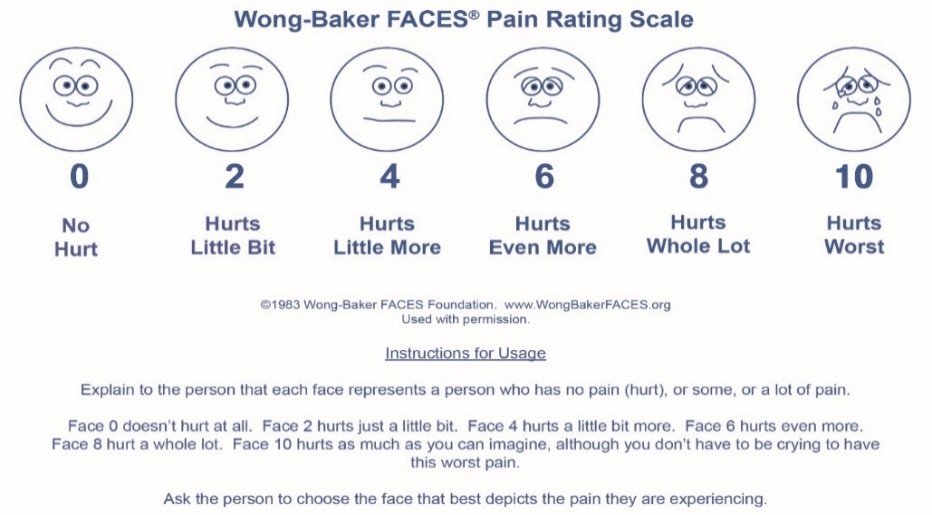 Wong-Baker FACES® Pain Rating Scale
0 2 4 6 8 10
No Hurt Hurts Little Bit Hurts Little More Hurts Even More Hurts Whole Lot Hurts Worst
©1983 Wong-Baker FACES Foundation. www.WongBakerFACES.org
Used with permission.
Instructions for Usage
Explain to the person that each face represents a person who has no pain (hurt), or some, or a lot of pain.
Face 0 doesn't hurt at all. Face 2 hurts just a little bit. Face 4 hurts a little bit more. Face 6 hurts even more.
Face 8 hurt a whole lot. Face 10 hurts as much as you can imagine, although you don't have to be crying to have
this worst pain.
Ask the person to choose the face that best depicts the pain they are experiencing.